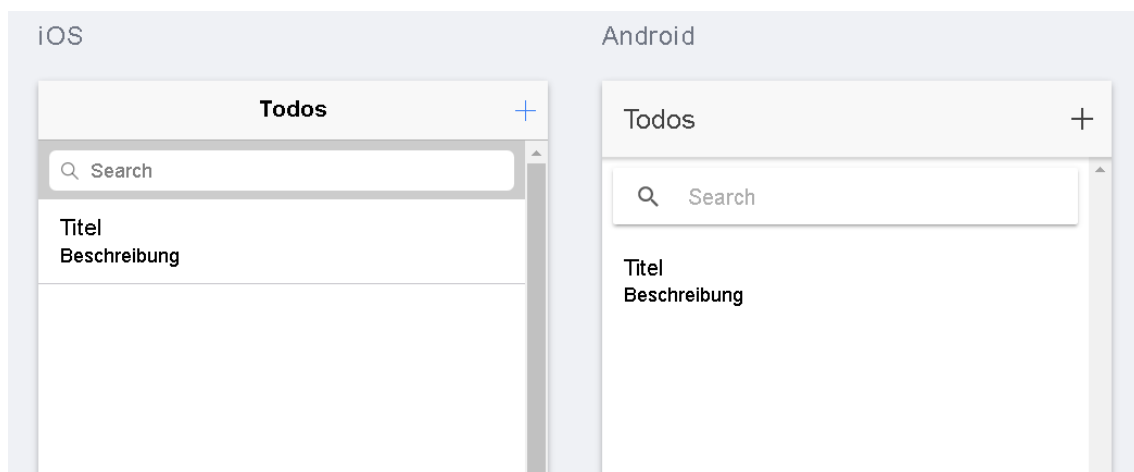 iOS
Todos
Search
Titel
Beschreibung
Android
Todos
Search
Titel
Beschreibung